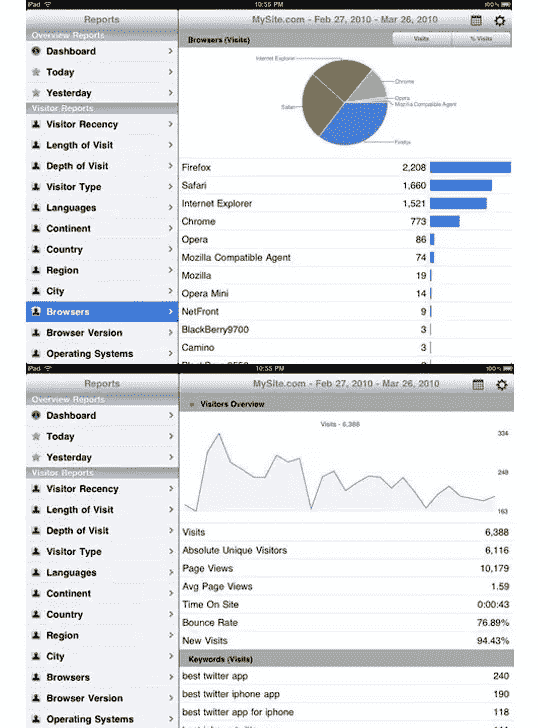 iPad 10:55 PM 100%
Reports
MySite.com - Feb 27, 2010 - Mar 26, 2010
Overview Reports
Dashboard
Today
Yesterday
Visitor Reports
Visitor Recency
Length of Visit
Depth of Visit
Visitor Type
Languages
Continent
Country
Region
City
Browsers
Browser Version
Operating Systems
Browsers (Visits)
Visits
% Visits
Internet Explorer
Chrome
Opera
Mozilla Compatible Agent
Safari
Firefox
Firefox 2,208
Safari 1,660
Internet Explorer 1,521
Chrome 773
Opera 86
Mozilla Compatible Agent 74
Mozilla 19
Opera Mini 14
NetFront 9
BlackBerry9700 3
Camino 3
iPad 10:55 PM 100%
Reports
MySite.com - Feb 27, 2010 - Mar 26, 2010
Overview Reports
Dashboard
Today
Yesterday
Visitor Reports
Visitor Recency
Length of Visit
Depth of Visit
Visitor Type
Languages
Continent
Country
Region
City
Browsers
Browser Version
Operating Systems
Visitors Overview
Visits - 6,388
334
249
163
Visits 6,388
Absolute Unique Visitors 6,116
Page Views 10,179
Avg Page Views 1.59
Time On Site 0:00:43
Bounce Rate 76.89%
New Visits 94.43%
Keywords (Visits)
best twitter app 240
best twitter iphone app 190
best twitter app for iphone 118